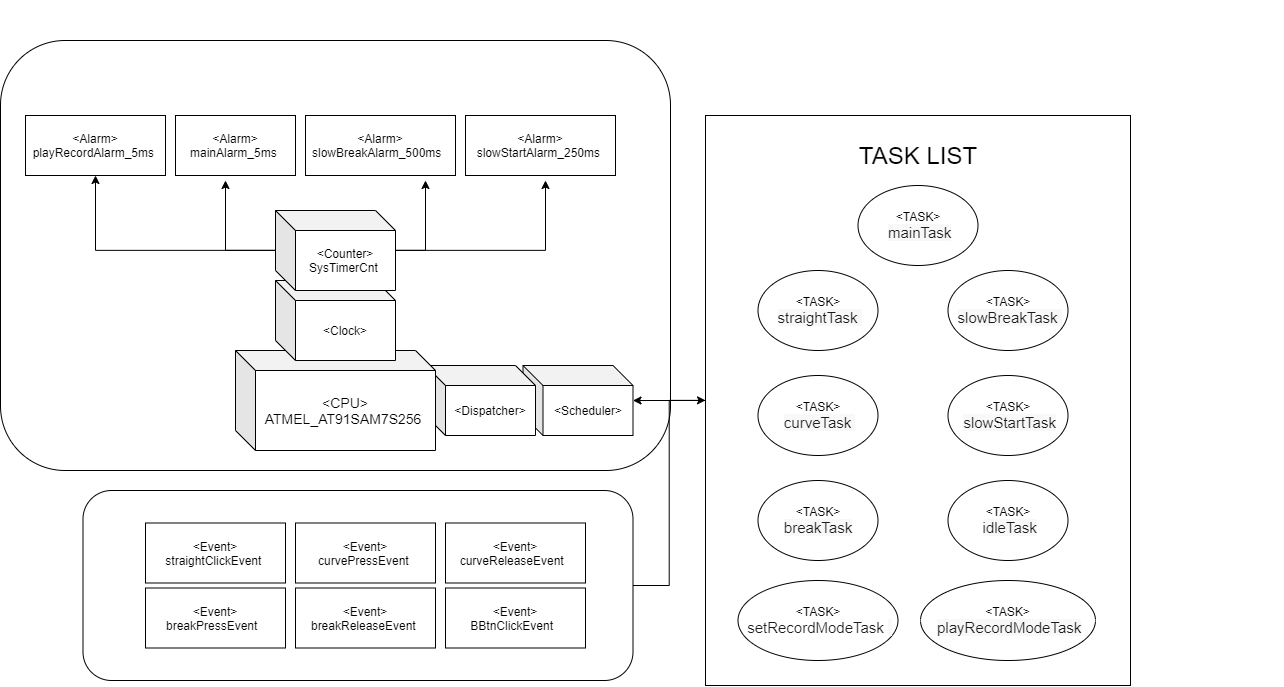 <Alarm>
playRecordAlarm_5ms
<Alarm>
mainAlarm_5ms
<Alarm>
slowBreakAlarm_500ms
<Alarm>
slowStartAlarm_250ms
<Counter>
SysTimerCnt
<Clock>
<CPU>
ATMEL_AT91SAM7S256
<Dispatcher>
<Scheduler>
<Event>
straightClickEvent
<Event>
curvePressEvent
<Event>
curveReleaseEvent
<Event>
breakPressEvent
<Event>
breakReleaseEvent
<Event>
BBtnClickEvent
TASK LIST
<TASK>
mainTask
<TASK>
straightTask
<TASK>
slowBreakTask
<TASK>
curveTask
<TASK>
slowStartTask
<TASK>
breakTask
<TASK>
idleTask
<TASK>
setRecordModeTask
<TASK>
playRecordModeTask